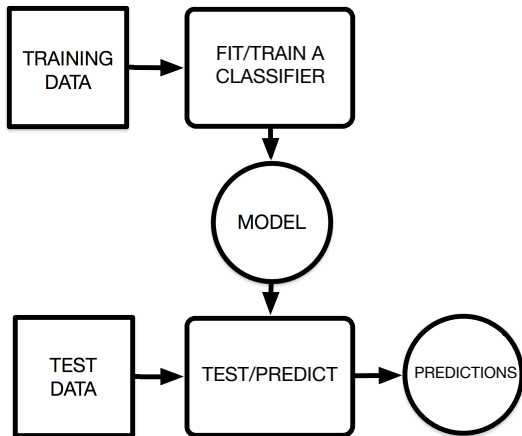 TRAINING
DATA
FIT/TRAIN A
CLASSIFIER
MODEL
TEST
DATA
TEST/PREDICT
PREDICTIONS